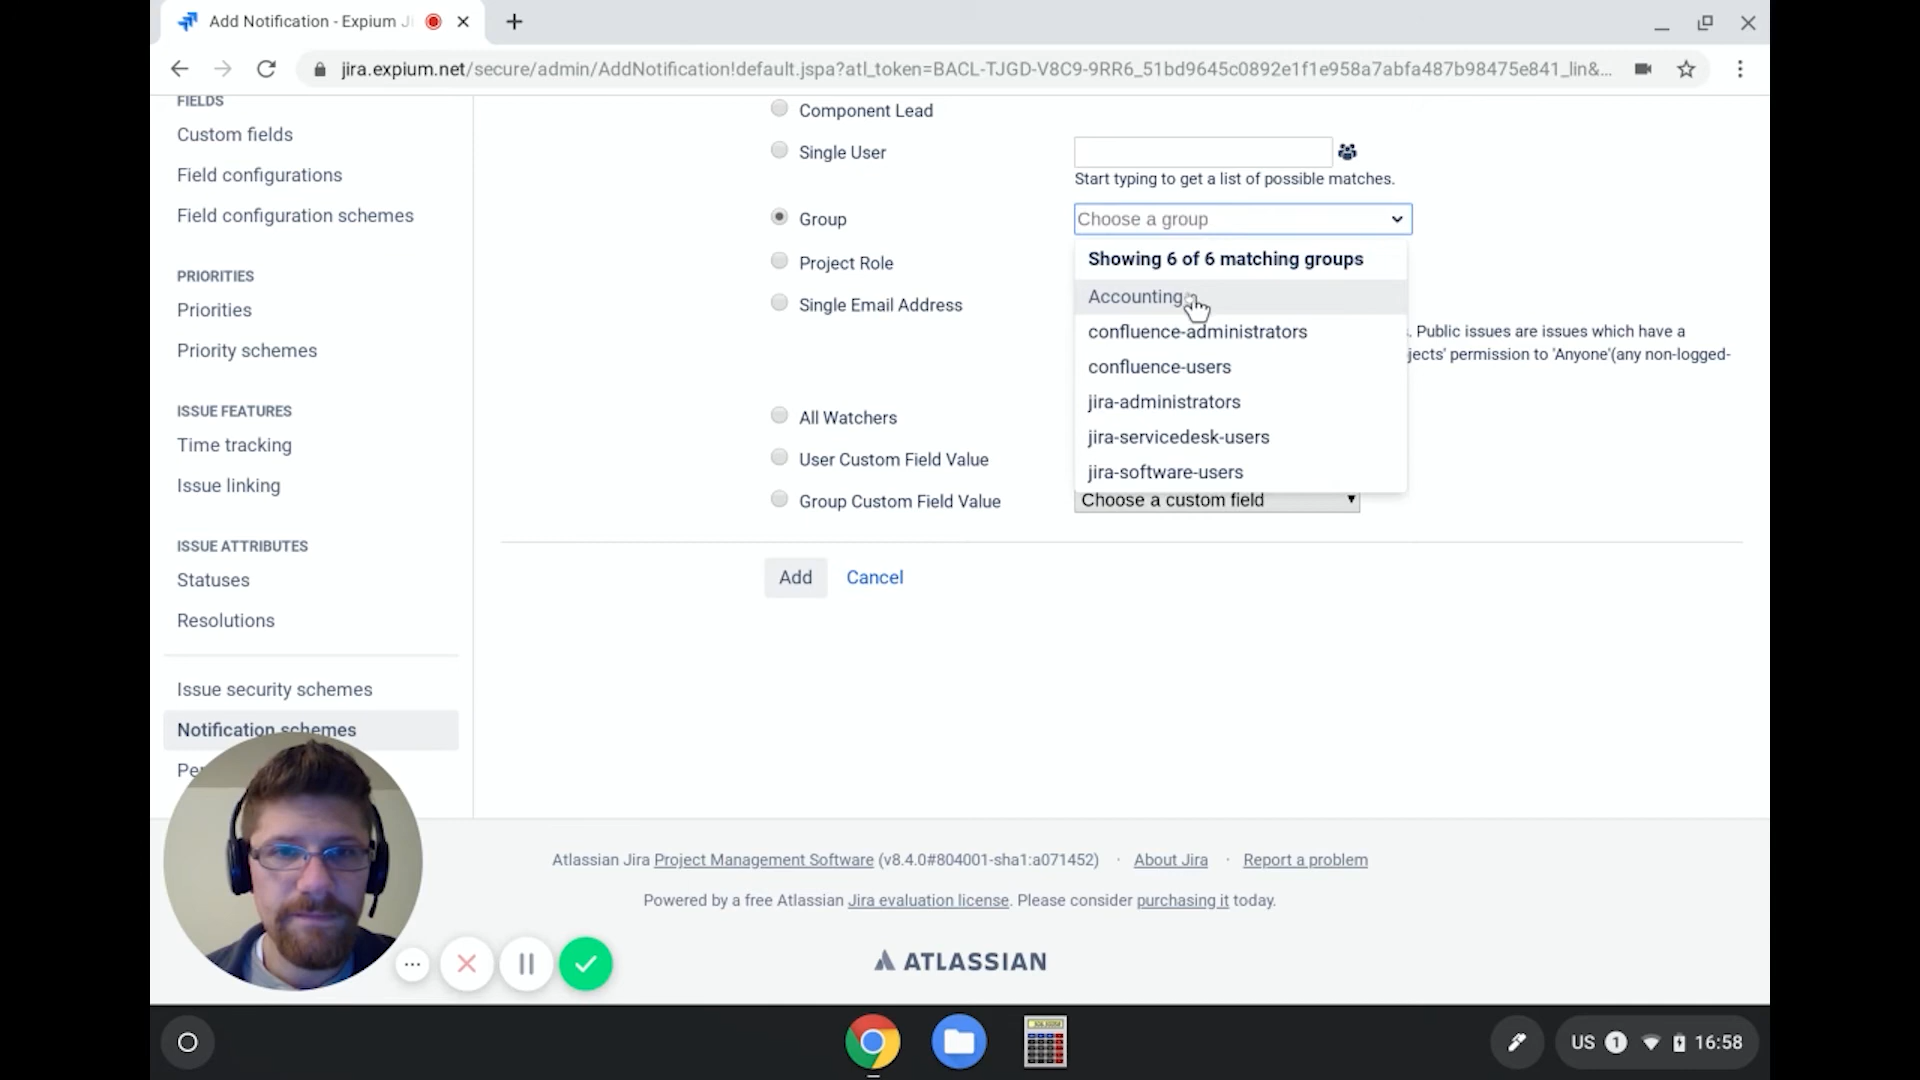 Add Notification - Expium Ji
jira.expium.net/secure/admin/AddNotification!default.jspa?atl_token=BACL-TJGD-V8C9-9RR6_51bd9645c0892e1f1e958a7abfa487b98475e841_lin&...
FIELDS
Custom fields
Field configurations
Field configuration schemes
PRIORITIES
Priorities
Priority schemes
ISSUE FEATURES
Time tracking
Issue linking
ISSUE ATTRIBUTES
Statuses
Resolutions
Issue security schemes
Notification schemes
Pe
Component Lead
Single User
Start typing to get a list of possible matches.
Group
Choose a group
Showing 6 of 6 matching groups
Project Role
Accounting
Single Email Address
confluence-administrators
. Public issues are issues which have a
jects' permission to 'Anyone'(any non-logged-
confluence-users
jira-administrators
All Watchers
jira-servicedesk-users
User Custom Field Value
jira-software-users
Group Custom Field Value
Choose a custom field
Add Cancel
Atlassian Jira Project Management Software (v8.4.0#804001-sha1:a071452) · About Jira · Report a problem
Powered by a free Atlassian Jira evaluation license. Please consider purchasing it today.
ATLASSIAN
US 1 16:58